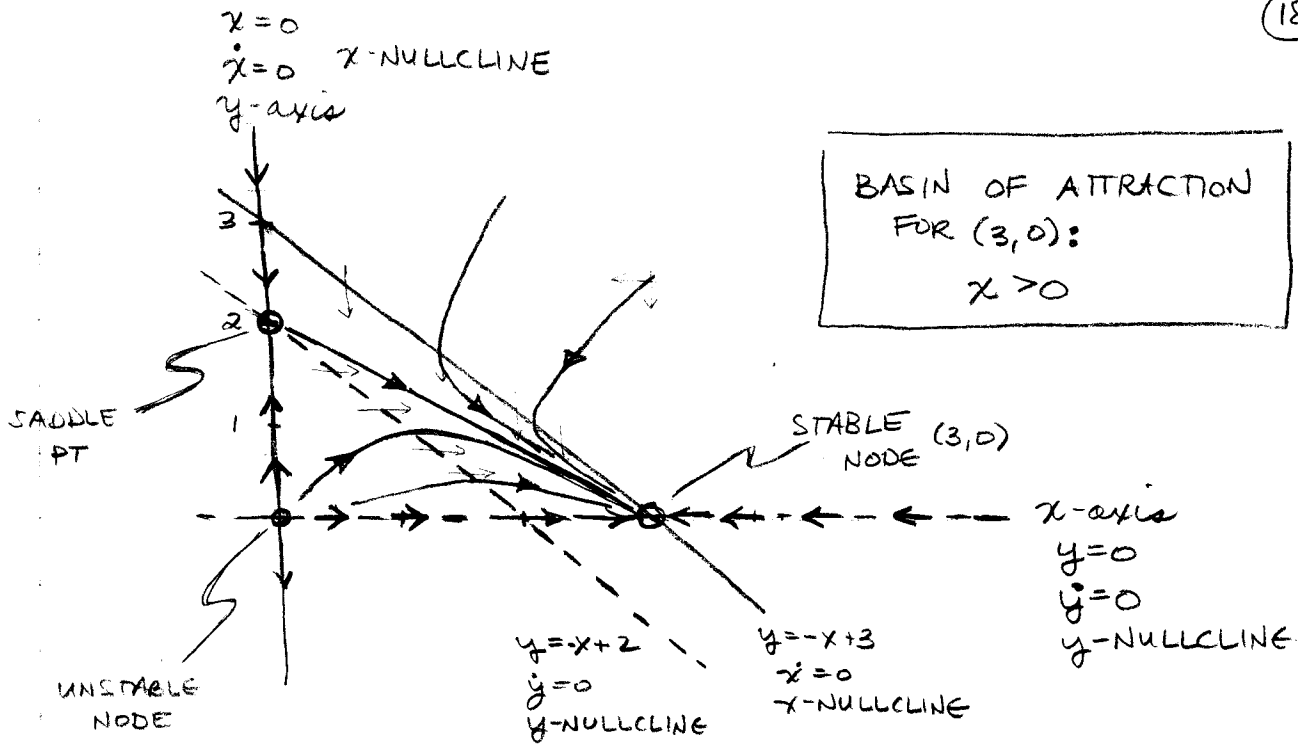 x=0
ẋ=0 x-NULLCLINE
y-axis
BASIN OF ATTRACTION
FOR (3,0):
x>0
3
2
1
SADDLE
PT
STABLE
NODE (3,0)
x-axis
y=0
ẏ=0
y-NULLCLINE
y=-x+2
ẏ=0
y-NULLCLINE
y=-x+3
ẋ=0
x-NULLCLINE
UNSTABLE
NODE